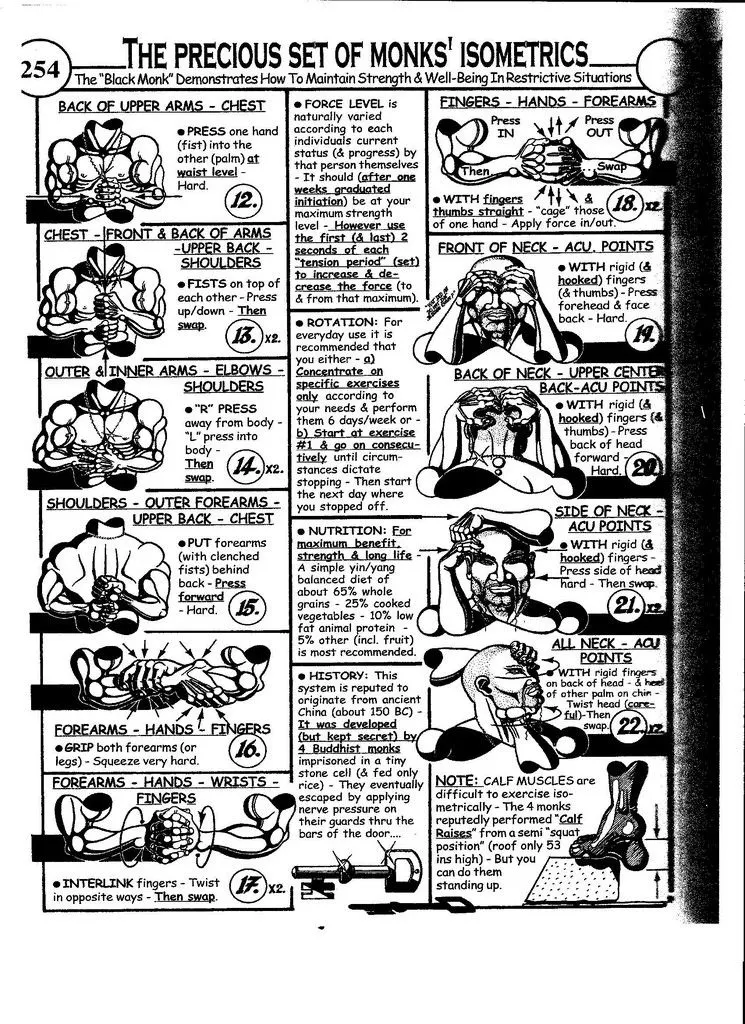 254
THE PRECIOUS SET OF MONKS' ISOMETRICS
The "Black Monk" Demonstrates How To Maintain Strength & Well-Being In Restrictive Situations
BACK OF UPPER ARMS - CHEST
● PRESS one hand
(fist) into the
other (palm) at
waist level -
Hard.
12.
CHEST - FRONT & BACK OF ARMS
-UPPER BACK -
SHOULDERS
● FISTS on top of
each other - Press
up/down - Then
swap.
13. x2.
OUTER & INNER ARMS - ELBOWS -
SHOULDERS
● "R" PRESS
away from body -
"L" press into
body -
Then
swap.
14. x2.
SHOULDERS - OUTER FOREARMS -
UPPER BACK - CHEST
● PUT forearms
(with clenched
fists) behind
back - Press
forward
- Hard.
15.
FOREARMS - HANDS - FINGERS
● GRIP both forearms (or
legs) - Squeeze very hard.
16.
FOREARMS - HANDS - WRISTS -
FINGERS
● INTERLINK fingers - Twist
in opposite ways - Then swap.
17. x2.
● FORCE LEVEL is
naturally varied
according to each
individuals current
status (& progress) by
that person themselves
- It should (after one
weeks graduated
initiation) be at your
maximum strength
level - However use
the first (& last) 2
seconds of each
"tension period" (set)
to increase & de-
crease the force (to
& from that maximum).
● ROTATION: For
everyday use it is
recommended that
you either - a)
Concentrate on
specific exercises
only according to
your needs & perform
them 6 days/week or -
b) Start at exercise
#1 & go on consecu-
tively until circum-
stances dictate
stopping - Then start
the next day where
you stopped off.
● NUTRITION: For
maximum benefit,
strength & long life -
A simple yin/yang
balanced diet of
about 65% whole
grains - 25% cooked
vegetables - 10% low
fat animal protein -
5% other (incl. fruit)
is most recommended.
● HISTORY: This
system is reputed to
originate from ancient
China (about 150 BC) -
It was developed
(but kept secret) by
4 Buddhist monks
imprisoned in a tiny
stone cell (& fed only
rice) - They eventually
escaped by applying
nerve pressure on
their guards thru the
bars of the door....
FINGERS - HANDS - FOREARMS
Press
IN
Press
OUT
Then
Swap
● WITH fingers &
thumbs straight - "cage" those
of one hand - Apply force in/out.
18. x2.
FRONT OF NECK - ACU. POINTS
● WITH rigid (&
hooked) fingers
(& thumbs) - Press
forehead & face
back - Hard.
19.
BACK OF NECK - UPPER CENTER
BACK-ACU POINTS
● WITH rigid (&
hooked) fingers (&
thumbs) - Press
back of head
forward -
Hard.
20.
SIDE OF NECK -
ACU POINTS
● WITH rigid (&
hooked) fingers -
Press side of head
hard - Then swap.
21. x2.
ALL NECK - ACU
POINTS
● WITH rigid fingers
on back of head - & heel
of other palm on chin -
Twist head (care-
ful)-Then
swap.
22. x2.
NOTE: CALF MUSCLES are
difficult to exercise iso-
metrically - The 4 monks
reputedly performed "Calf
Raises" from a semi "squat
position" (roof only 53
ins high) - But you
can do them
standing up.